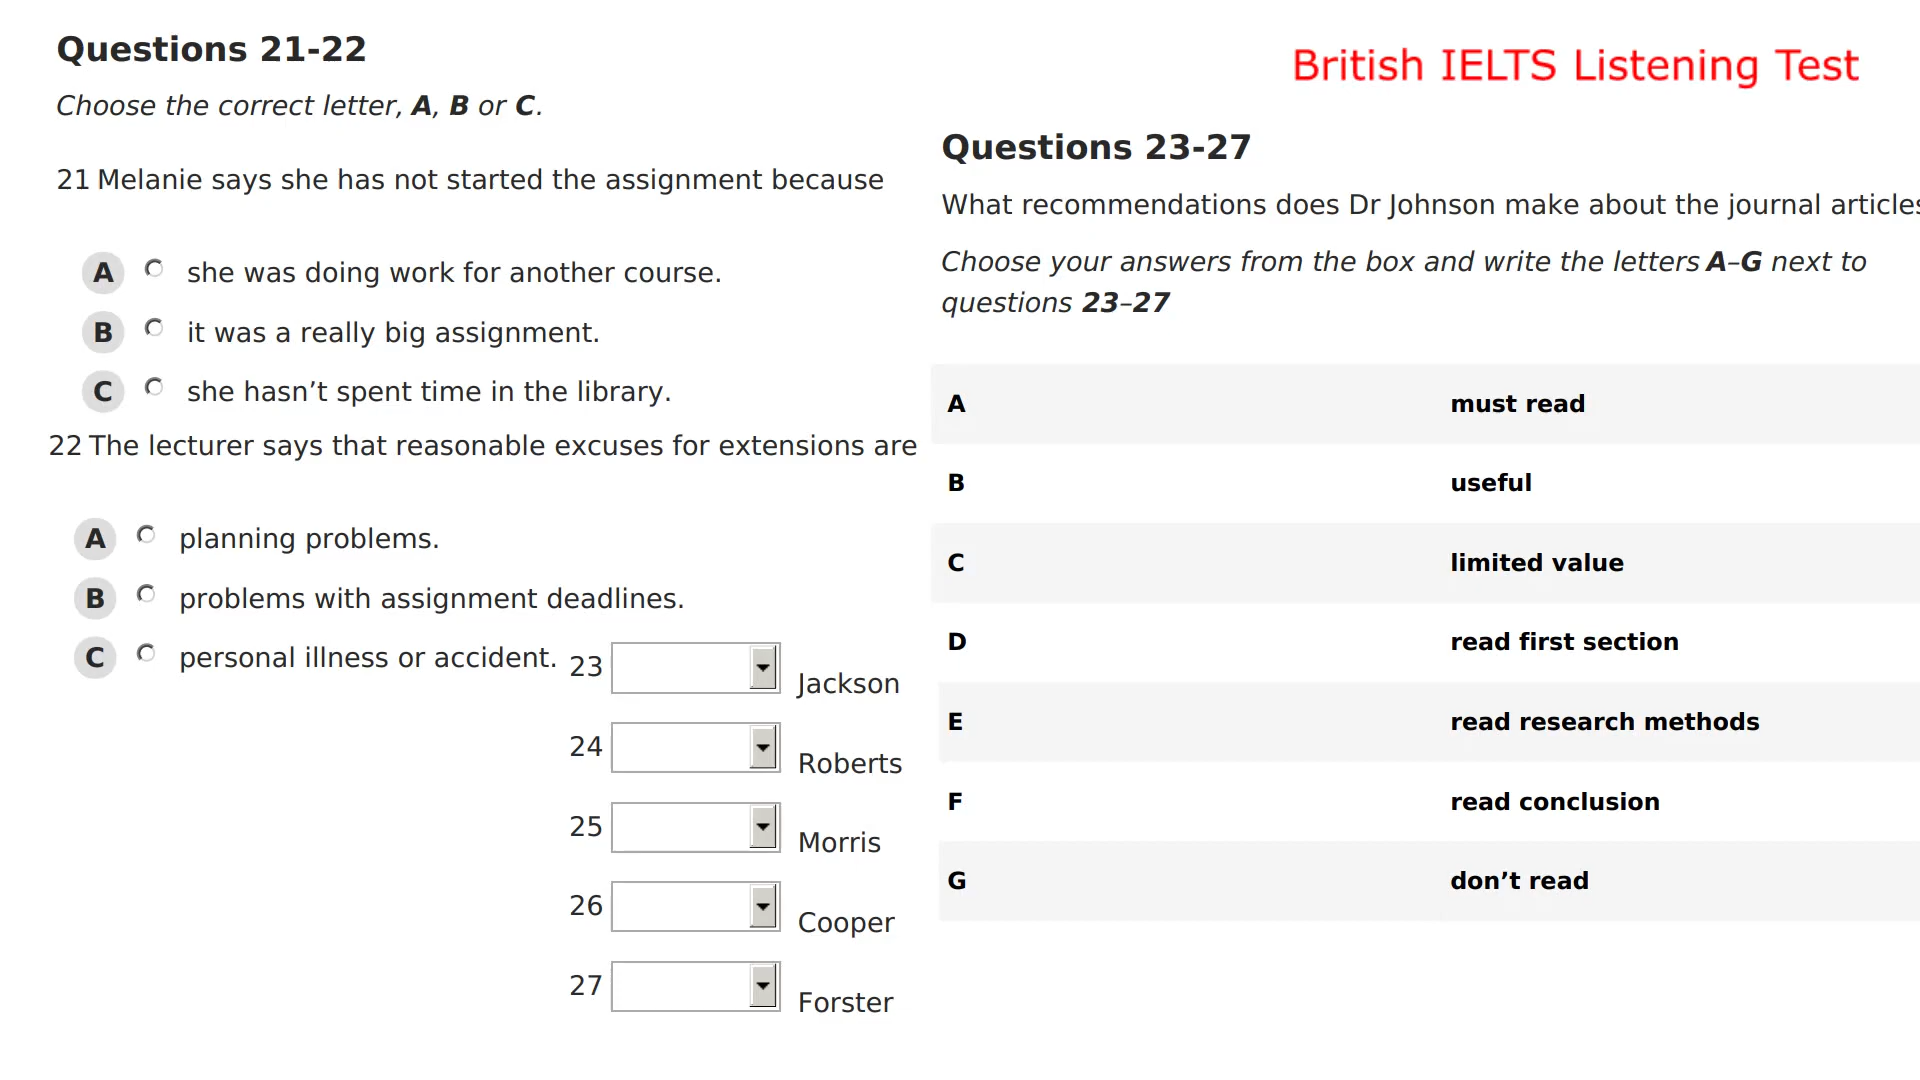 Questions 21-22
Choose the correct letter, A, B or C.
21 Melanie says she has not started the assignment because
A she was doing work for another course.
B it was a really big assignment.
C she hasn’t spent time in the library.
22 The lecturer says that reasonable excuses for extensions are
A planning problems.
B problems with assignment deadlines.
C personal illness or accident.
23 Jackson
24 Roberts
25 Morris
26 Cooper
27 Forster
British IELTS Listening Test
Questions 23-27
What recommendations does Dr Johnson make about the journal articles
Choose your answers from the box and write the letters A–G next to
questions 23–27
A must read
B useful
C limited value
D read first section
E read research methods
F read conclusion
G don’t read